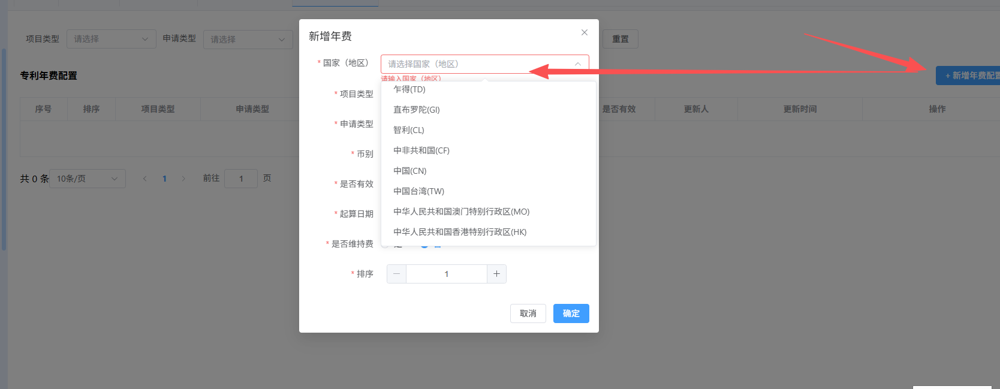 项目类型 请选择 申请类型 请选择 重置
新增年费
* 国家（地区） 请选择国家（地区）
请输入国家（地区）
专利年费配置
+ 新增年费配置
乍得(TD)
* 项目类型
序号 排序 项目类型 申请类型 是否有效 更新人 更新时间 操作
直布罗陀(GI)
* 申请类型
智利(CL)
中非共和国(CF)
* 币别
中国(CN)
共 0 条 10条/页 1 前往 1 页
* 是否有效
中国台湾(TW)
* 起算日期
中华人民共和国澳门特别行政区(MO)
中华人民共和国香港特别行政区(HK)
* 是否维持费
* 排序 1
取消 确定